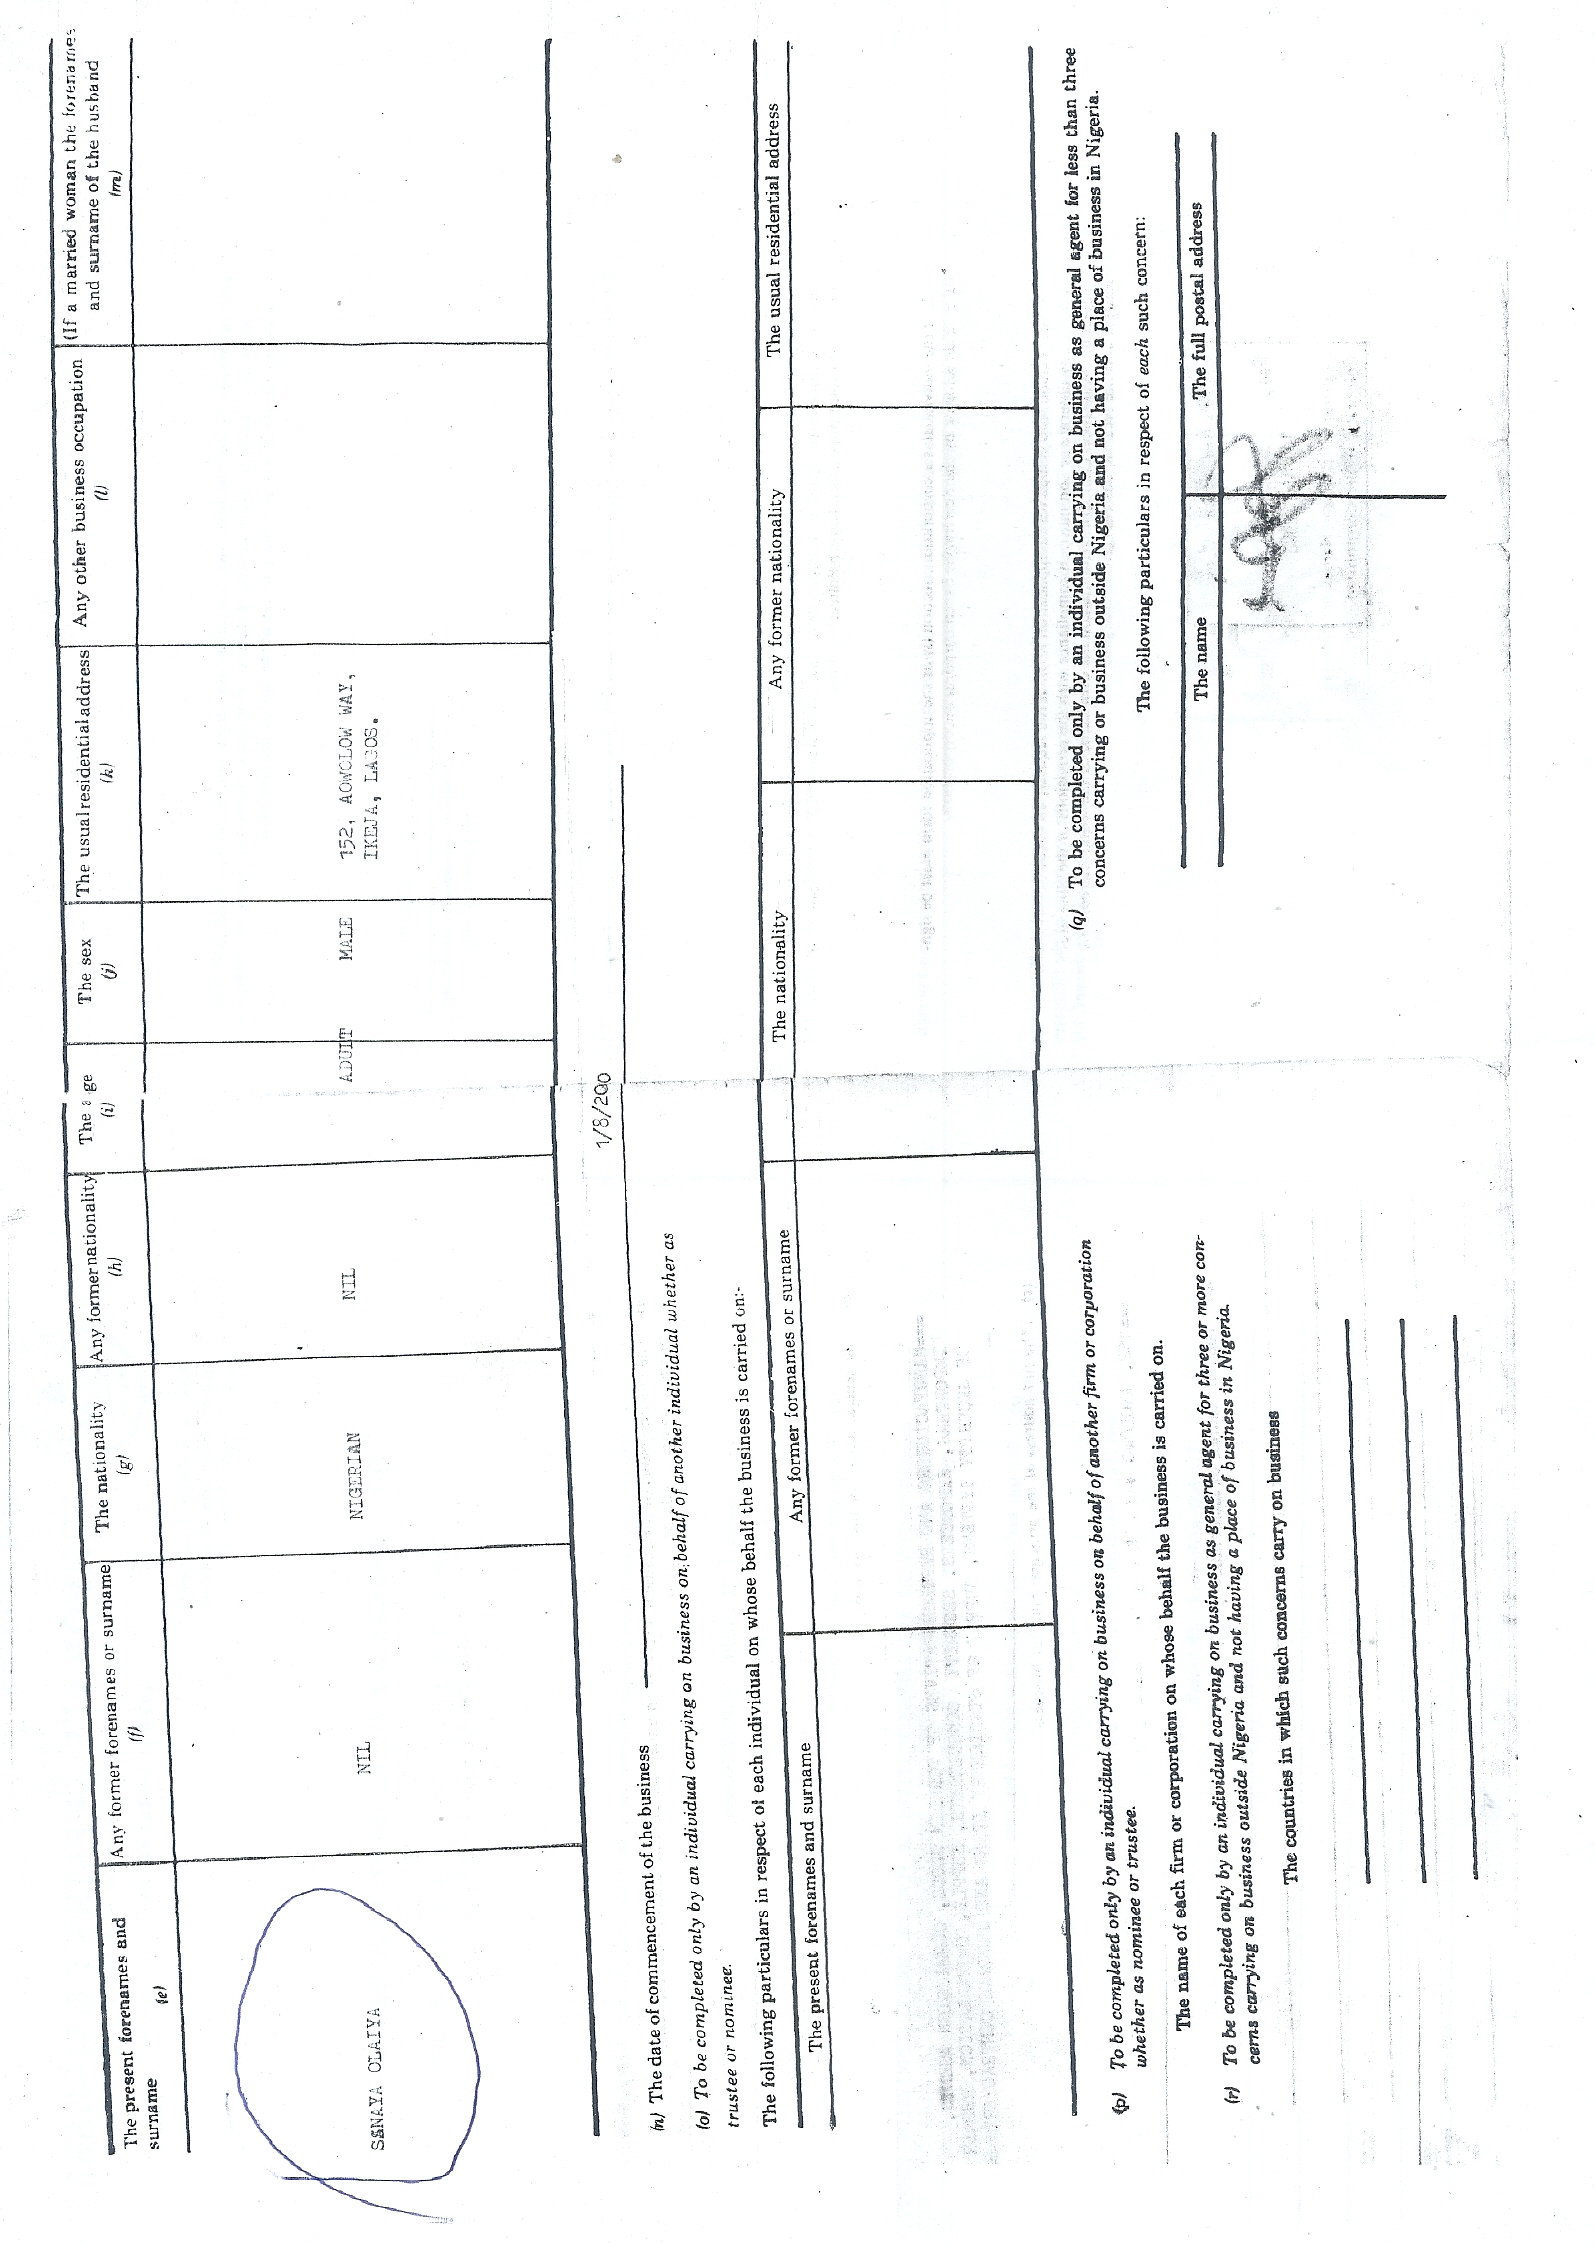 The present forenames and
surname
(e)
Any former forenames or surname
(f)
The nationality
(g)
Any former nationality
(h)
The age
(i)
The sex
(j)
The usual residential address
(k)
Any other business occupation
(l)
(If a married woman the forenames
and surname of the husband
(m)
SANAYA OLAIYA
NIL
NIGERIAN
NIL
ADULT
MALE
152, AOWOLOW WAY,
IKEJA, LAGOS.
(n) The date of commencement of the business
1/8/200
(o) To be completed only by an individual carrying on business on behalf of another individual whether as
trustee or nominee.
The following particulars in respect of each individual on whose behalf the business is carried on:-
The present forenames and surname
Any former forenames or surname
The nationality
Any former nationality
The usual residential address
(p) To be completed only by an individual carrying on business on behalf of another firm or corporation
whether as nominee or trustee.
The name of each firm or corporation on whose behalf the business is carried on.
(r) To be completed only by an individual carrying on business as general agent for three or more con-
cerns carrying on business outside Nigeria and not having a place of business in Nigeria.
The countries in which such concerns carry on business
(q) To be completed only by an individual carrying on business as general agent for less than three
concerns carrying or business outside Nigeria and not having a place of business in Nigeria.
The following particulars in respect of each such concern:
The name
The full postal address